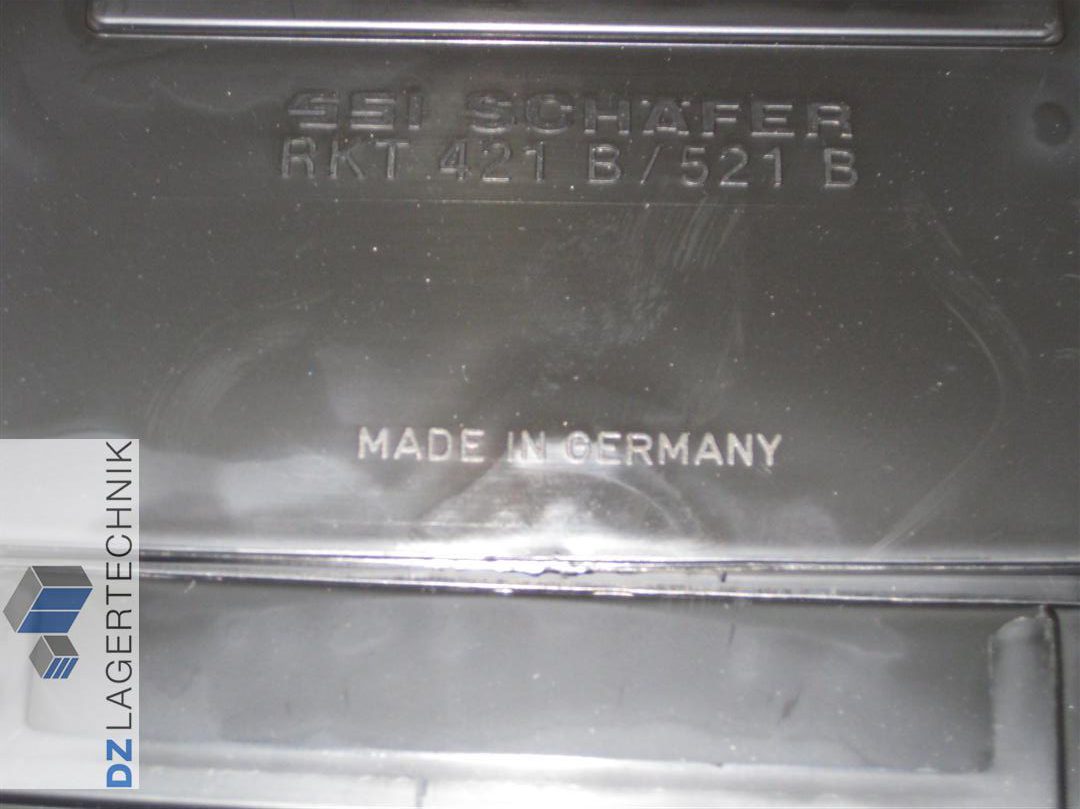 SSI SCHÄFER
RKT 421 B/521 B
MADE IN GERMANY
DZ LAGERTECHNIK